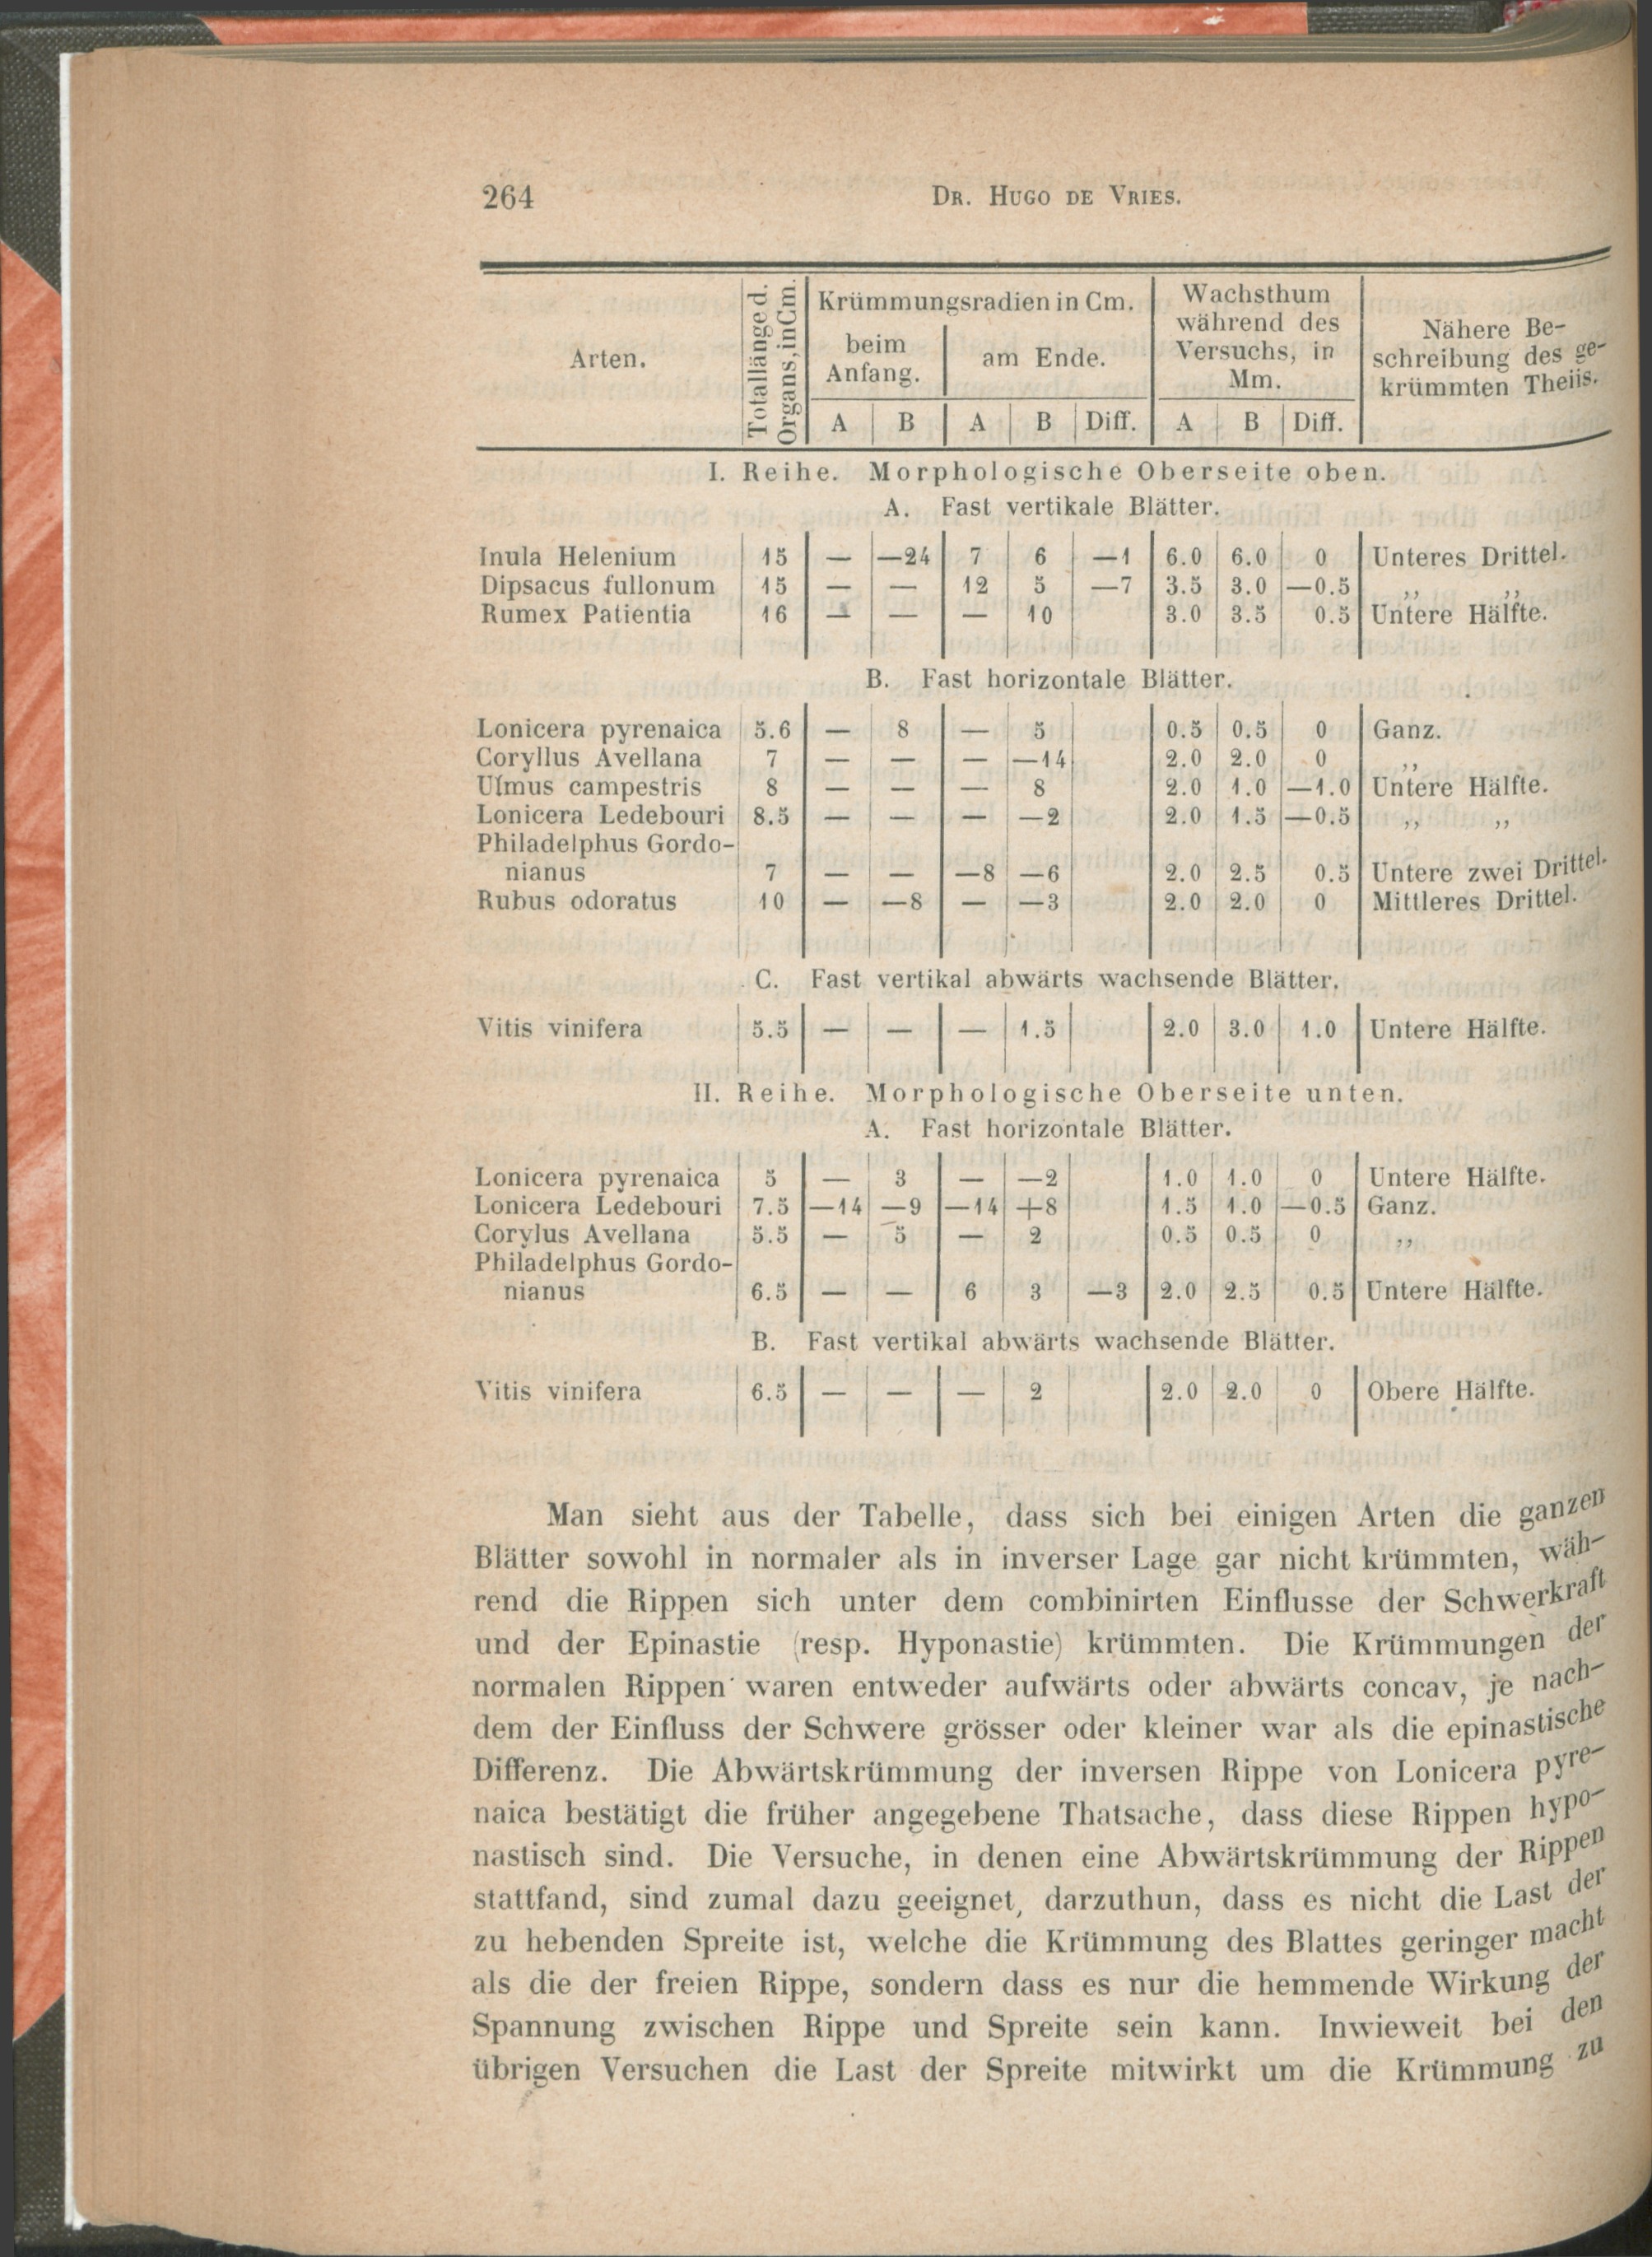 264
DR. HUGO DE VRIES.
Arten.
Totallänge d. Organs, in Cm.
Krümmungsradien in Cm.
beim Anfang.
am Ende.
Wachsthum während des Versuchs, in Mm.
Nähere Be-
schreibung des ge-
krümmten Theils.
A B A B Diff. A B Diff.
I. Reihe. Morphologische Oberseite oben.
A. Fast vertikale Blätter.
Inula Helenium 15 — —24 7 6 —1 6.0 6.0 0 Unteres Drittel.
Dipsacus fullonum 15 — — 12 5 —7 3.5 3.0 —0.5 ,, ,,
Rumex Patientia 16 — — — 10 3.0 3.5 0.5 Untere Hälfte.
B. Fast horizontale Blätter.
Lonicera pyrenaica 5.6 — 8 — 5 0.5 0.5 0 Ganz.
Coryllus Avellana 7 — — — —14 2.0 2.0 0 ,,
Ulmus campestris 8 — — — 8 2.0 1.0 —1.0 Untere Hälfte.
Lonicera Ledebouri 8.5 — — — —2 2.0 1.5 —0.5 ,, ,,
Philadelphus Gordo-
nianus 7 — — —8 —6 2.0 2.5 0.5 Untere zwei Drittel.
Rubus odoratus 10 — —8 — —3 2.0 2.0 0 Mittleres Drittel.
C. Fast vertikal abwärts wachsende Blätter.
Vitis vinifera 5.5 — — — 1.5 2.0 3.0 1.0 Untere Hälfte.
II. Reihe. Morphologische Oberseite unten.
A. Fast horizontale Blätter.
Lonicera pyrenaica 5 — 3 — —2 1.0 1.0 0 Untere Hälfte.
Lonicera Ledebouri 7.5 —14 —9 —14 +8 1.5 1.0 —0.5 Ganz.
Corylus Avellana 5.5 — 5 — 2 0.5 0.5 0 ,,
Philadelphus Gordo-
nianus 6.5 — — 6 3 —3 2.0 2.5 0.5 Untere Hälfte.
B. Fast vertikal abwärts wachsende Blätter.
Vitis vinifera 6.5 — — — 2 2.0 2.0 0 Obere Hälfte.
Man sieht aus der Tabelle, dass sich bei einigen Arten die ganzen
Blätter sowohl in normaler als in inverser Lage gar nicht krümmten, wäh-
rend die Rippen sich unter dem combinirten Einflusse der Schwerkraft
und der Epinastie (resp. Hyponastie) krümmten. Die Krümmungen der
normalen Rippen waren entweder aufwärts oder abwärts concav, je nach-
dem der Einfluss der Schwere grösser oder kleiner war als die epinastische
Differenz. Die Abwärtskrümmung der inversen Rippe von Lonicera pyre-
naica bestätigt die früher angegebene Thatsache, dass diese Rippen hypo-
nastisch sind. Die Versuche, in denen eine Abwärtskrümmung der Rippen
stattfand, sind zumal dazu geeignet, darzuthun, dass es nicht die Last der
zu hebenden Spreite ist, welche die Krümmung des Blattes geringer macht
als die der freien Rippe, sondern dass es nur die hemmende Wirkung der
Spannung zwischen Rippe und Spreite sein kann. Inwieweit bei den
übrigen Versuchen die Last der Spreite mitwirkt um die Krümmung zu